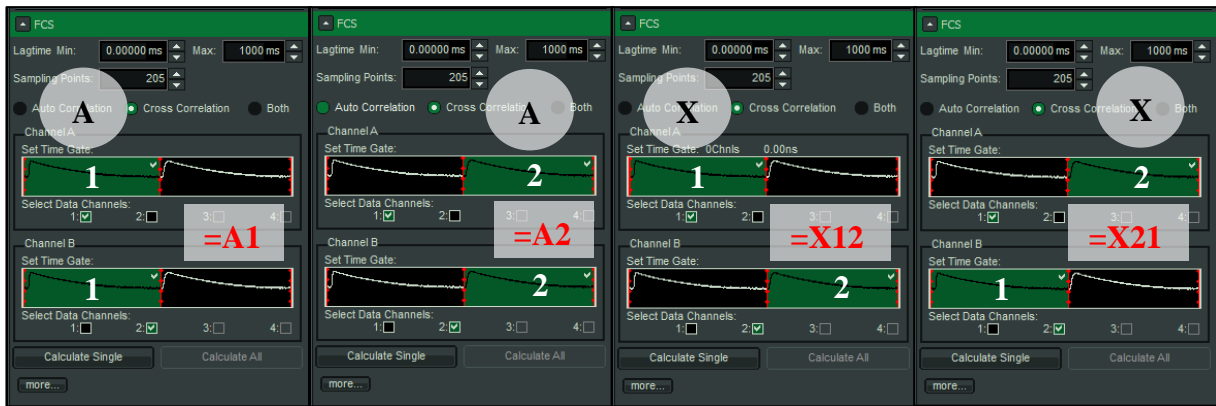 FCS
Lagtime Min: 0.00000 ms Max: 1000 ms
Sampling Points: 205
Auto Correlation Cross Correlation Both
A
Channel A
Set Time Gate:
1
Select Data Channels:
1: 2: 3: 4:
=A1
Channel B
Set Time Gate:
1
Select Data Channels:
1: 2: 3: 4:
Calculate Single Calculate All
more...
FCS
Lagtime Min: 0.00000 ms Max: 1000 ms
Sampling Points: 205
Auto Correlation Cross Correlation Both
A
Channel A
Set Time Gate:
2
Select Data Channels:
1: 2: 3: 4:
=A2
Channel B
Set Time Gate:
2
Select Data Channels:
1: 2: 3: 4:
Calculate Single Calculate All
more...
FCS
Lagtime Min: 0.00000 ms Max: 1000 ms
Sampling Points: 205
Auto Correlation Cross Correlation Both
X
Channel A
Set Time Gate: 0Chnls 0.00ns
1
Select Data Channels:
1: 2: 3: 4:
=X12
Channel B
Set Time Gate:
2
Select Data Channels:
1: 2: 3: 4:
Calculate Single Calculate All
more...
FCS
Lagtime Min: 0.00000 ms Max: 1000 ms
Sampling Points: 205
Auto Correlation Cross Correlation Both
X
Channel A
Set Time Gate:
2
Select Data Channels:
1: 2: 3: 4:
=X21
Channel B
Set Time Gate:
1
Select Data Channels:
1: 2: 3: 4:
Calculate Single Calculate All
more...